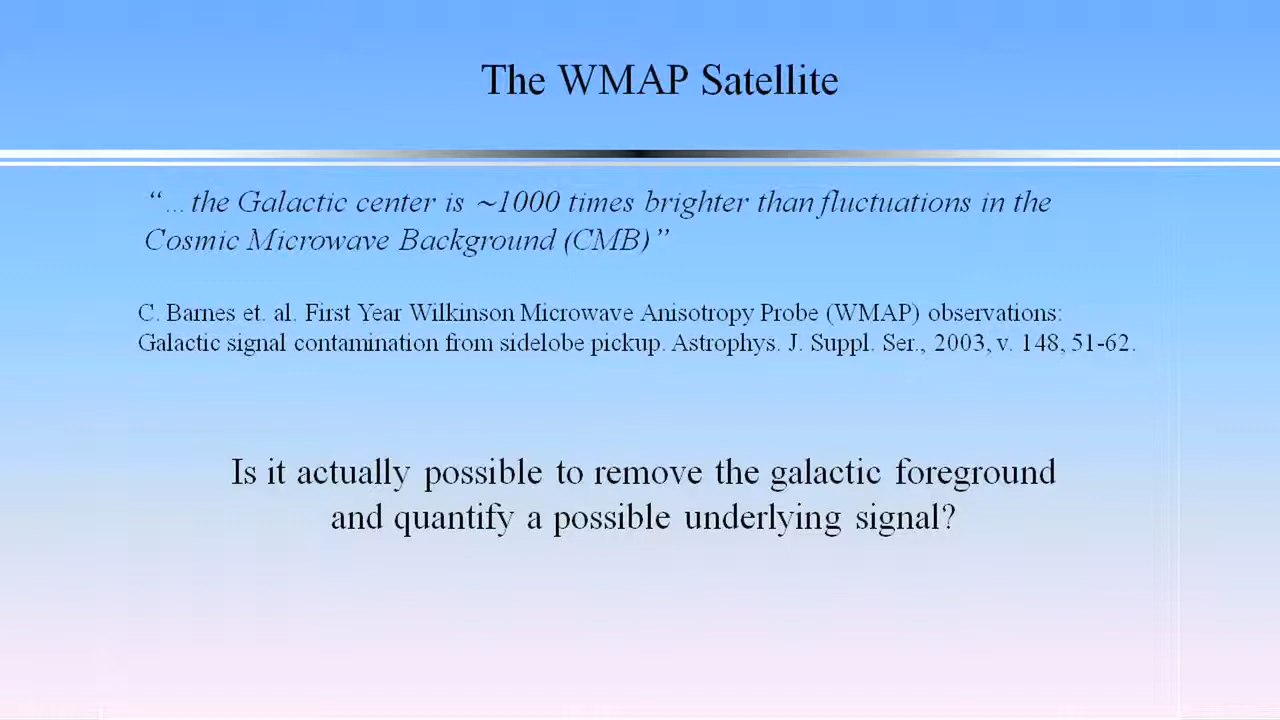 The WMAP Satellite
“…the Galactic center is ~1000 times brighter than fluctuations in the
Cosmic Microwave Background (CMB)”
C. Barnes et. al. First Year Wilkinson Microwave Anisotropy Probe (WMAP) observations:
Galactic signal contamination from sidelobe pickup. Astrophys. J. Suppl. Ser., 2003, v. 148, 51-62.
Is it actually possible to remove the galactic foreground
and quantify a possible underlying signal?